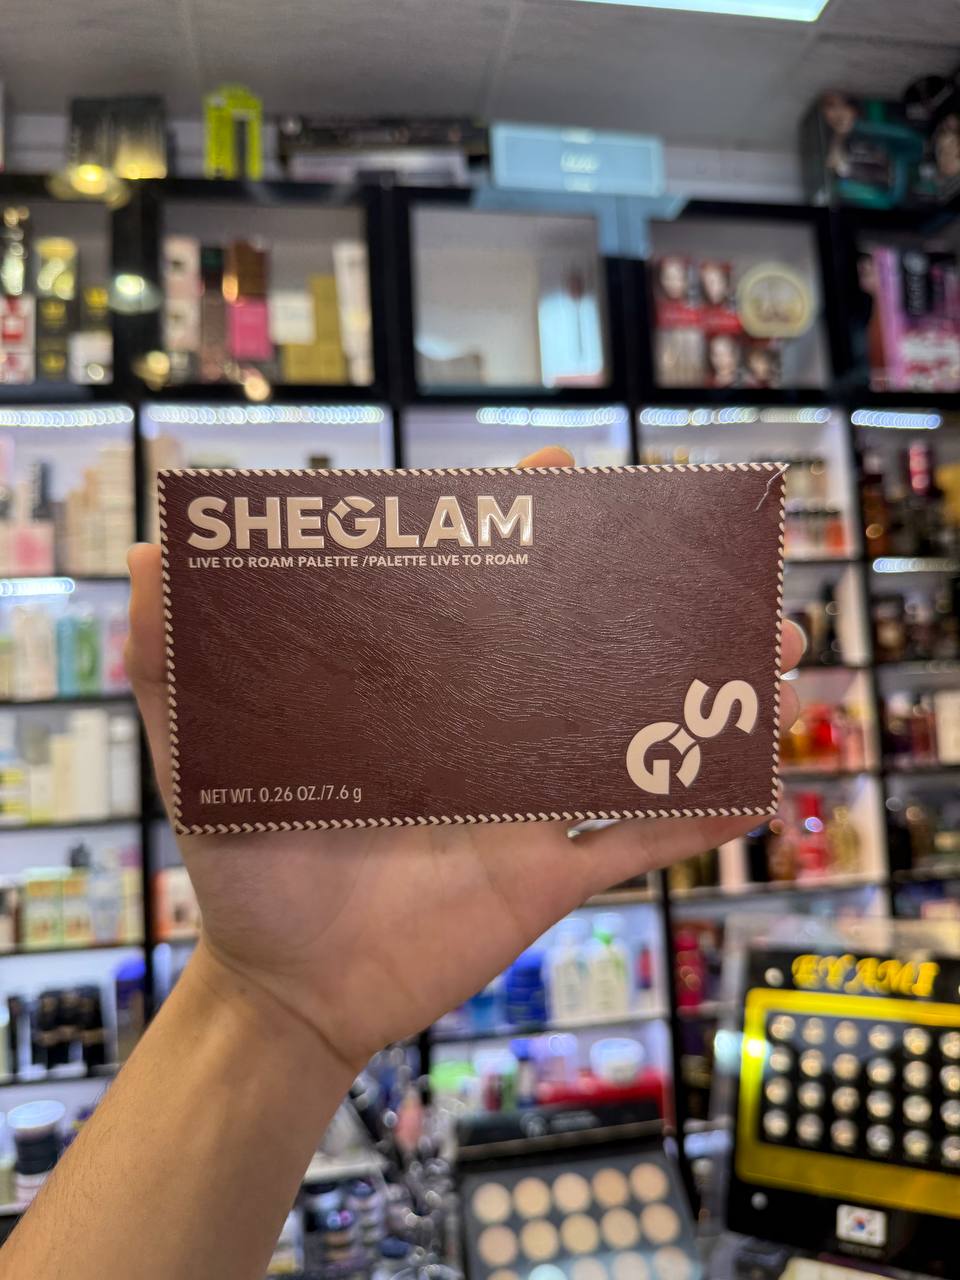 SHEGLAM
LIVE TO ROAM PALETTE /PALETTE LIVE TO ROAM
GS
NET WT. 0.26 OZ./7.6 g
EYAMI